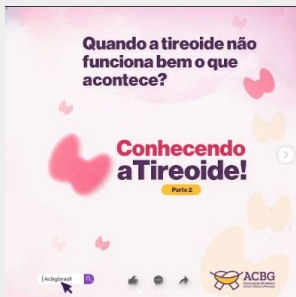 Quando a tireoide não
funciona bem o que
acontece?
Conhecendo
a Tireoide!
Parte 2
Acbgbrasil
ACBG